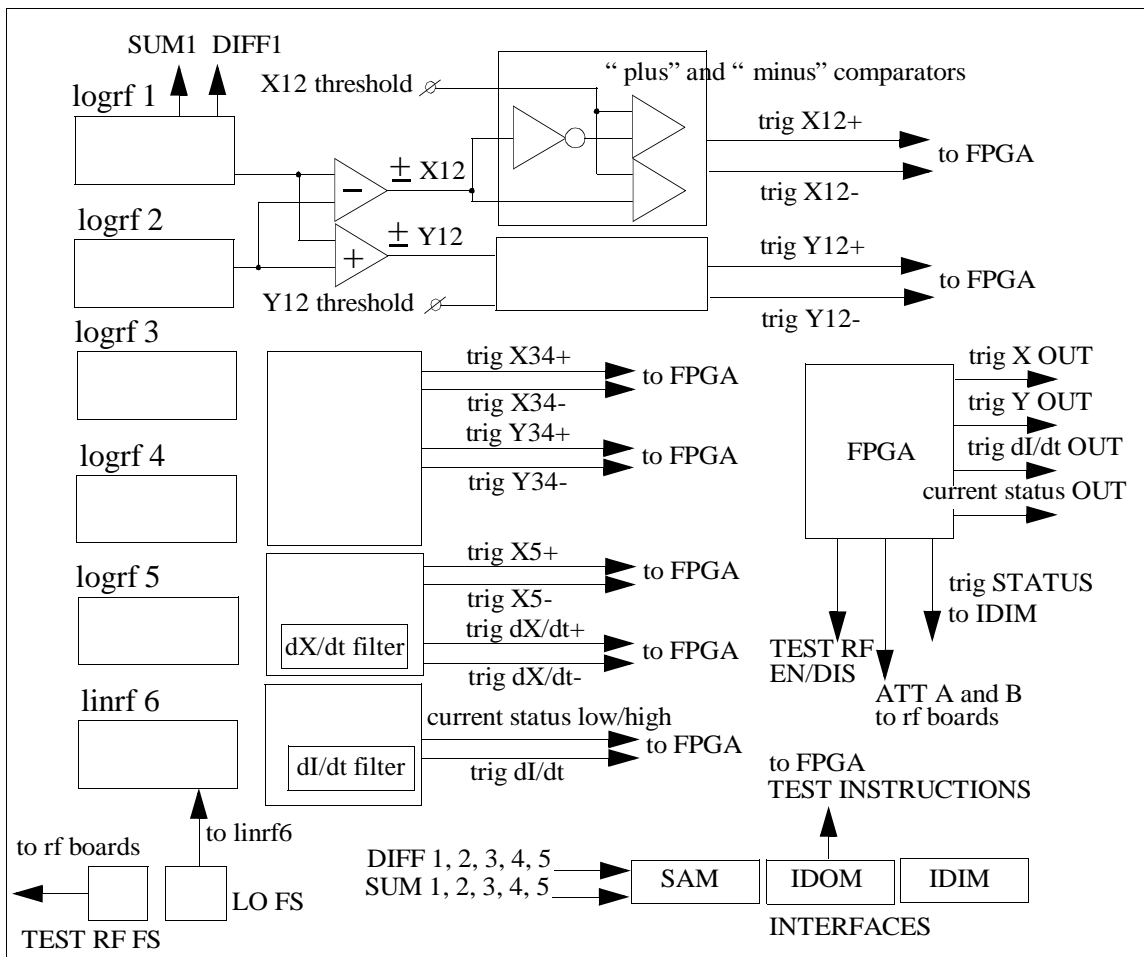 SUM1 DIFF1
logrf 1
X12 threshold
“ plus” and “ minus” comparators
trig X12+
to FPGA
trig X12-
± X12
−
logrf 2
± Y12
+
Y12 threshold
trig Y12+
to FPGA
trig Y12-
logrf 3
trig X34+
to FPGA
trig X34-
trig Y34+
to FPGA
trig Y34-
logrf 4
FPGA
trig X OUT
trig Y OUT
trig dI/dt OUT
current status OUT
logrf 5
trig X5+
to FPGA
trig X5-
dX/dt filter
trig dX/dt+
to FPGA
trig dX/dt-
TEST RF
EN/DIS
ATT A and B
to rf boards
trig STATUS
to IDIM
linrf 6
current status low/high
to FPGA
dI/dt filter
trig dI/dt
to linrf6
to rf boards
LO FS
TEST RF FS
DIFF 1, 2, 3, 4, 5
SUM 1, 2, 3, 4, 5
to FPGA
TEST INSTRUCTIONS
SAM
IDOM
IDIM
INTERFACES